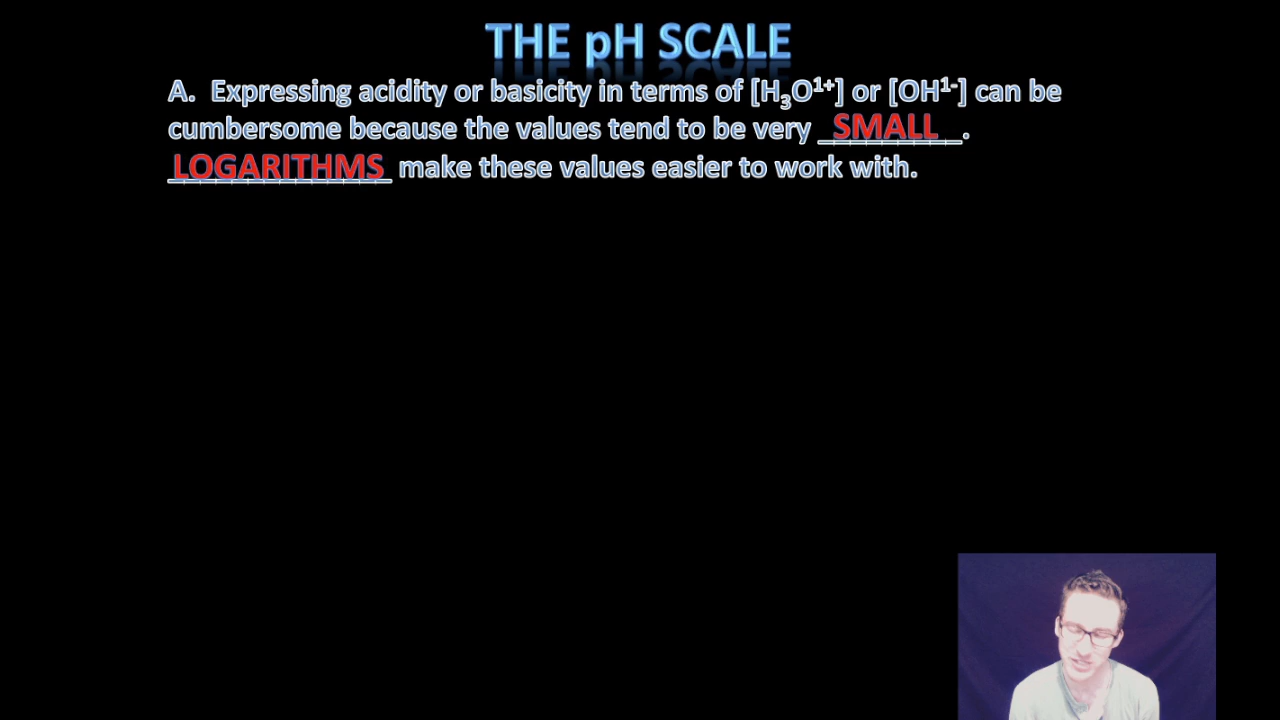 THE pH SCALE
A. Expressing acidity or basicity in terms of [H₃O¹⁺] or [OH¹⁻] can be
cumbersome because the values tend to be very SMALL.
LOGARITHMS make these values easier to work with.